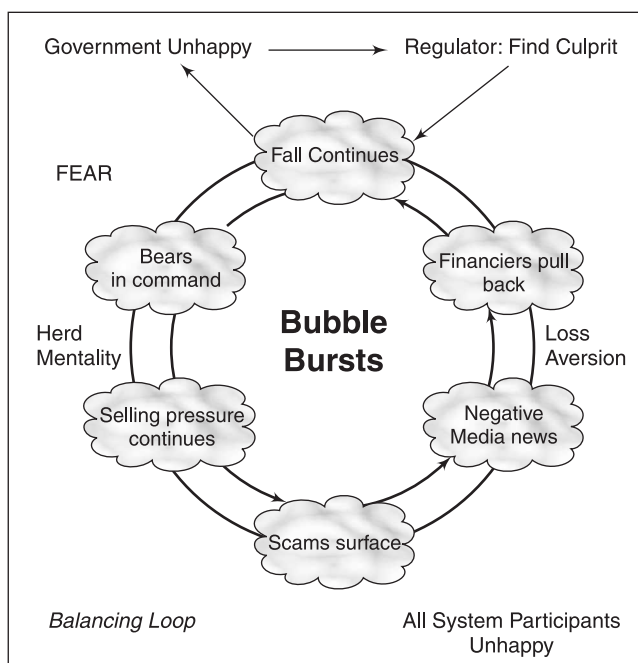 Government Unhappy
Regulator: Find Culprit
Fall Continues
FEAR
Bears
in command
Financiers pull
back
Bubble
Bursts
Herd
Mentality
Loss
Aversion
Selling pressure
continues
Negative
Media news
Scams surface
Balancing Loop
All System Participants
Unhappy